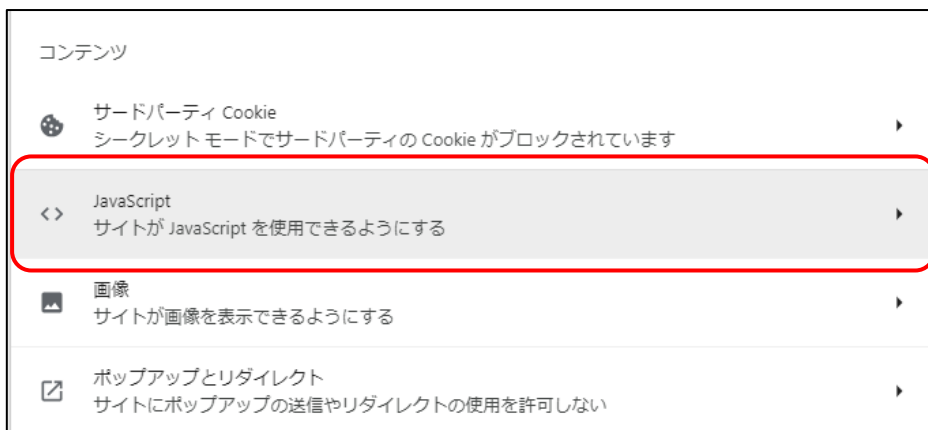 コンテンツ
サードパーティ Cookie
シークレット モードでサードパーティの Cookie がブロックされています
JavaScript
サイトが JavaScript を使用できるようにする
画像
サイトが画像を表示できるようにする
ポップアップとリダイレクト
サイトにポップアップの送信やリダイレクトの使用を許可しない